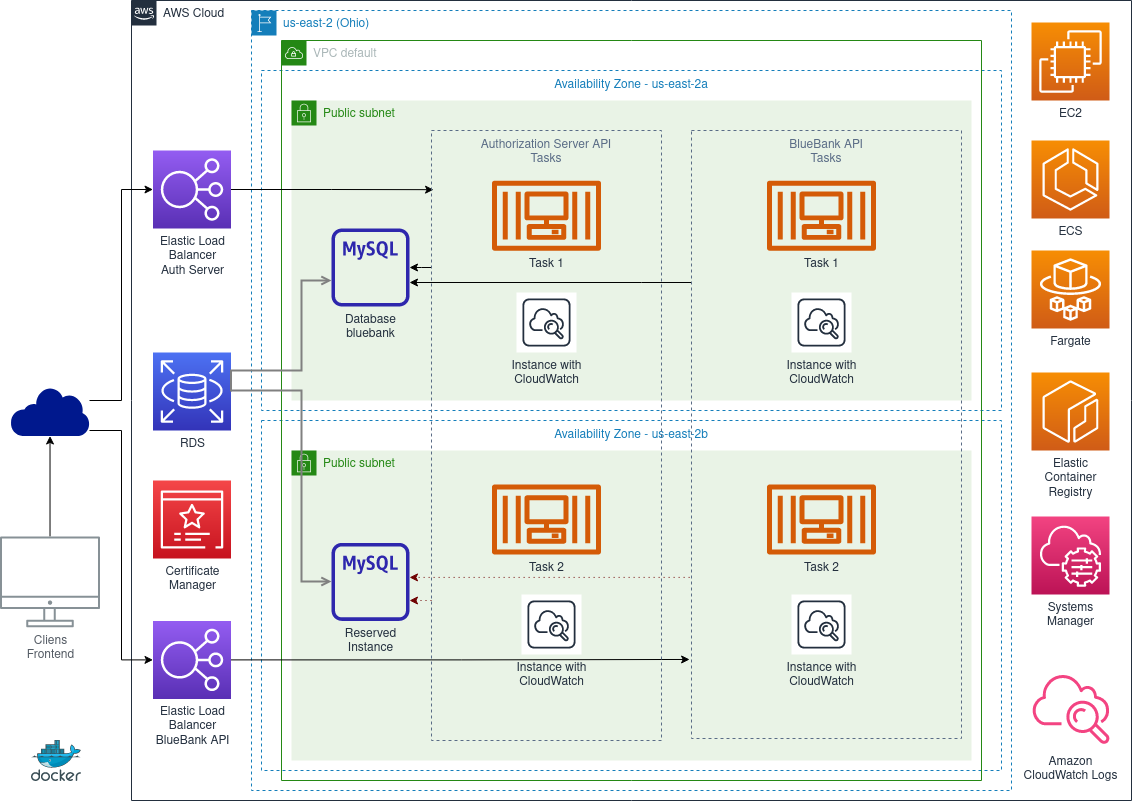 aws
AWS Cloud
us-east-2 (Ohio)
VPC default
Availability Zone - us-east-2a
Public subnet
Authorization Server API
Tasks
BlueBank API
Tasks
Task 1
Task 1
Elastic Load
Balancer
Auth Server
MySQL
Database
bluebank
Instance with
CloudWatch
Instance with
CloudWatch
RDS
Availability Zone - us-east-2b
Public subnet
Task 2
Task 2
MySQL
Reserved
Instance
Instance with
CloudWatch
Instance with
CloudWatch
Certificate
Manager
Cliens
Frontend
Elastic Load
Balancer
BlueBank API
docker
EC2
ECS
Fargate
Elastic
Container
Registry
Systems
Manager
Amazon
CloudWatch Logs